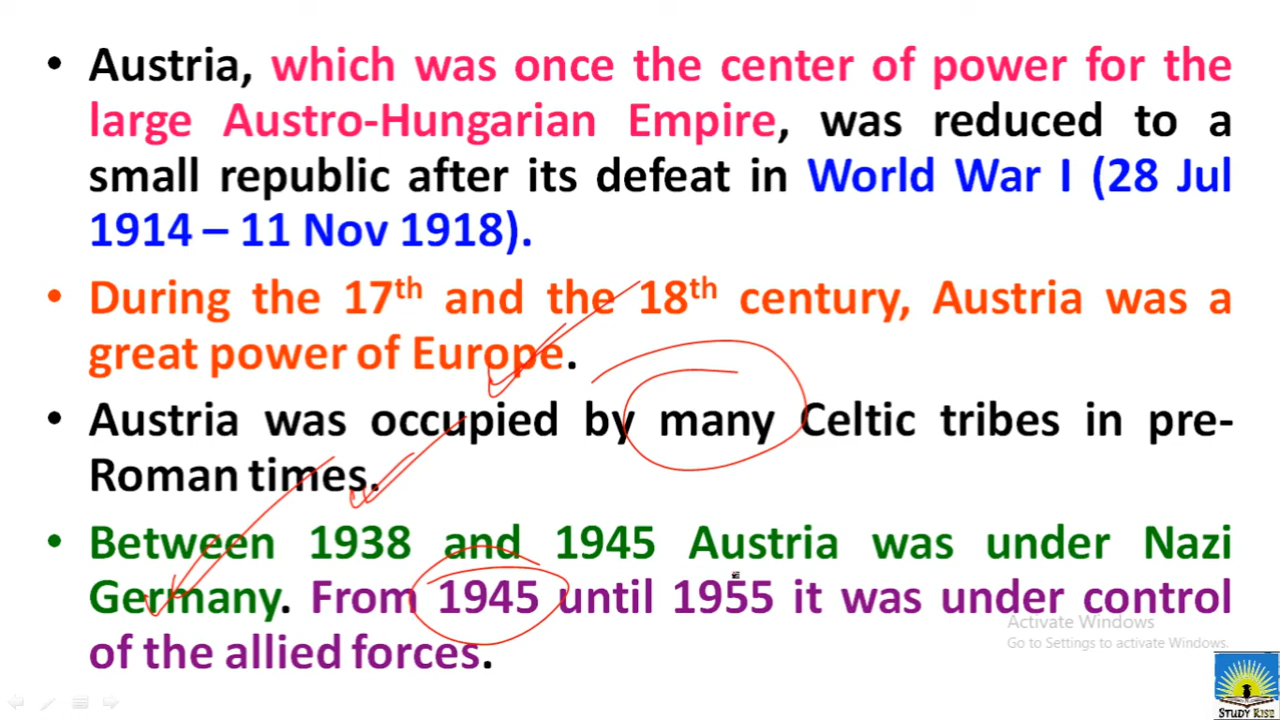 • Austria, which was once the center of power for the
large Austro-Hungarian Empire, was reduced to a
small republic after its defeat in World War I (28 Jul
1914 – 11 Nov 1918).
• During the 17th and the 18th century, Austria was a
great power of Europe.
• Austria was occupied by many Celtic tribes in pre-
Roman times.
• Between 1938 and 1945 Austria was under Nazi
Germany. From 1945 until 1955 it was under control
of the allied forces.
Activate Windows
Go to Settings to activate Windows.
STUDY RISE